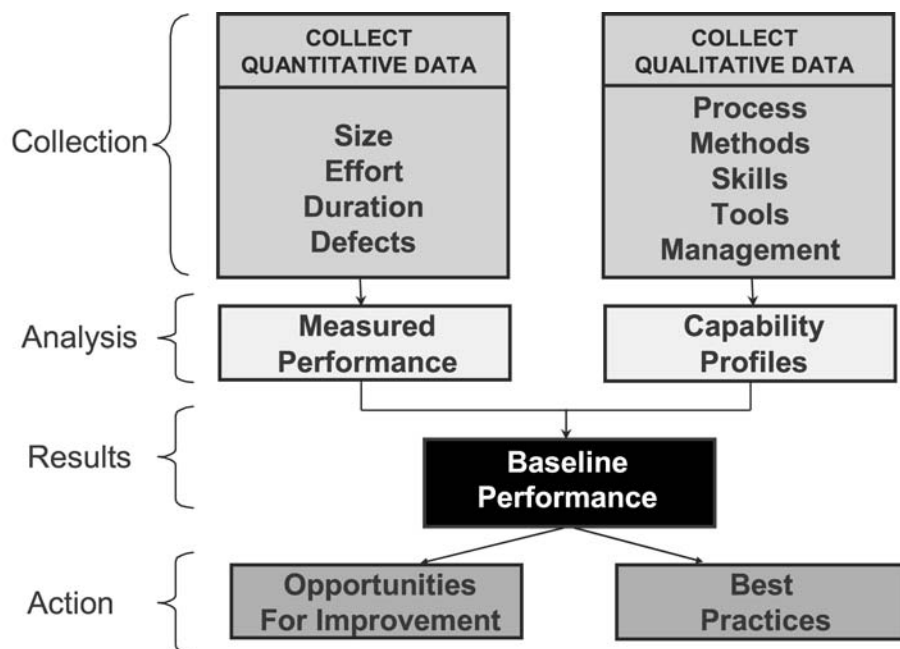 Collection
COLLECT
QUANTITATIVE DATA
Size
Effort
Duration
Defects
COLLECT
QUALITATIVE DATA
Process
Methods
Skills
Tools
Management
Analysis
Measured
Performance
Capability
Profiles
Results
Baseline
Performance
Action
Opportunities
For Improvement
Best
Practices